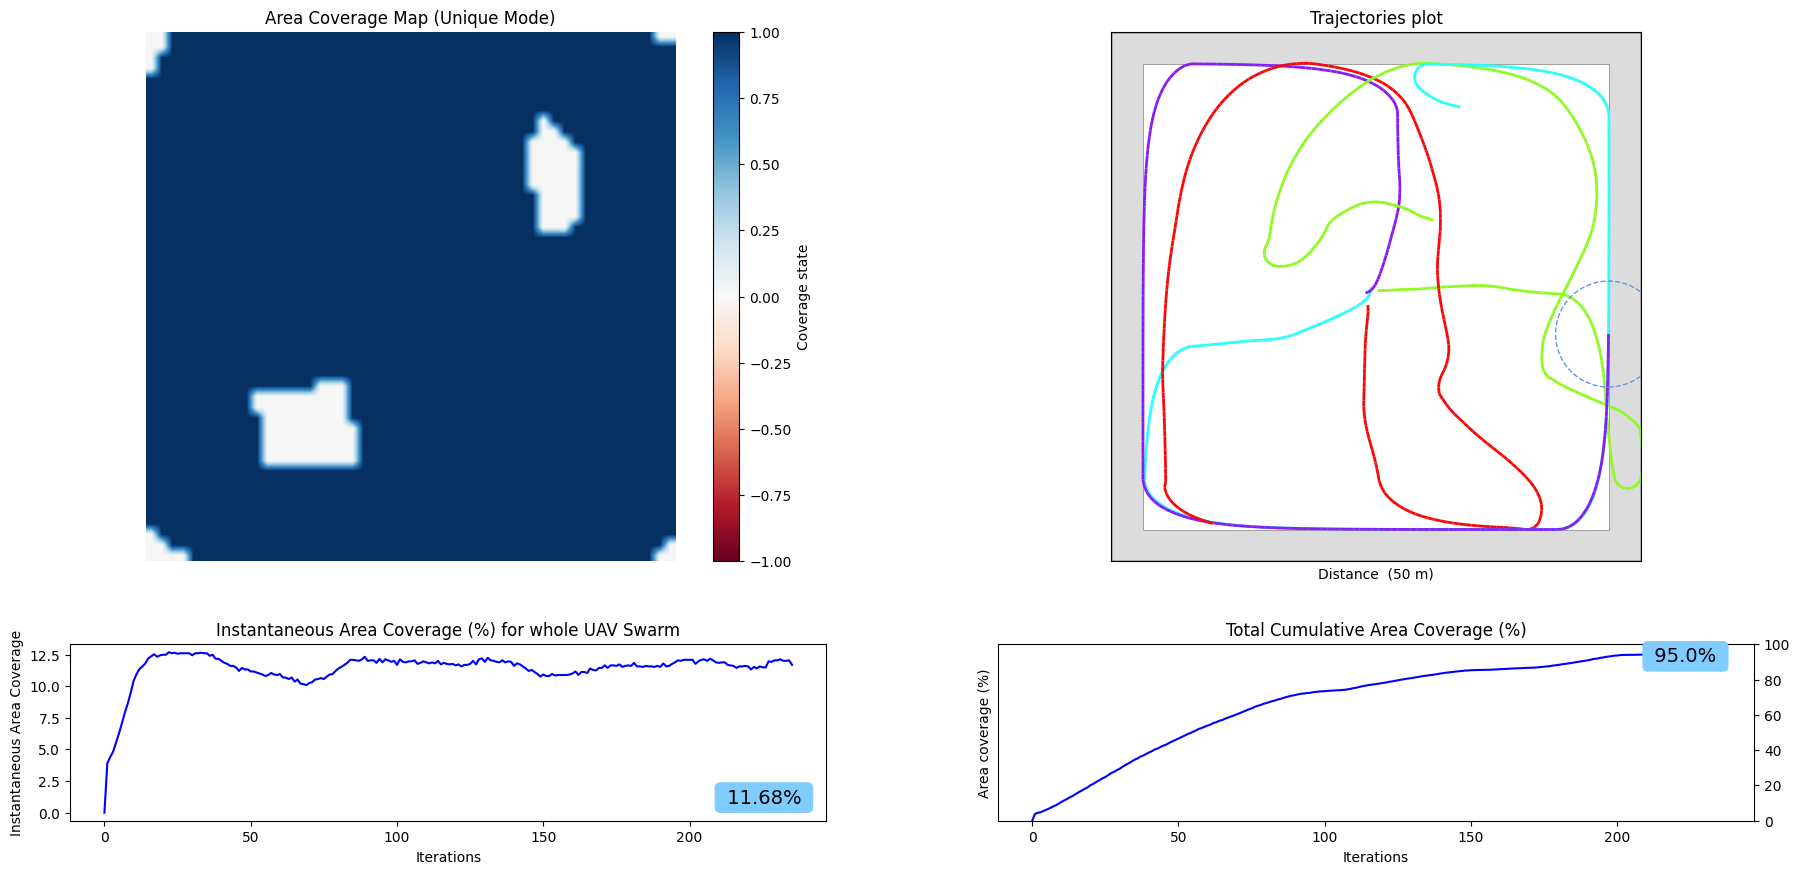 Area Coverage Map (Unique Mode)
1.00
0.75
0.50
0.25
0.00
−0.25
−0.50
−0.75
−1.00
Coverage state
Trajectories plot
Distance  (50 m)
Instantaneous Area Coverage (%) for whole UAV Swarm
Instantaneous Area Coverage
12.5
10.0
7.5
5.0
2.5
0.0
11.68%
0 50 100 150 200
Iterations
Total Cumulative Area Coverage (%)
Area coverage (%)
95.0%
100
80
60
40
20
0
0 50 100 150 200
Iterations